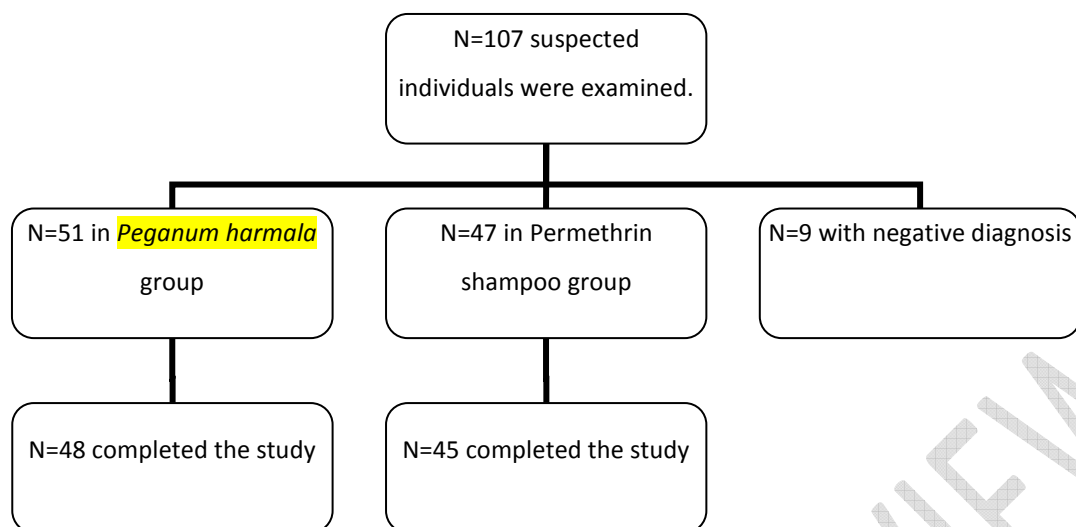 N=107 suspected
individuals were examined.
N=51 in Peganum harmala
group
N=47 in Permethrin
shampoo group
N=9 with negative diagnosis
N=48 completed the study
N=45 completed the study